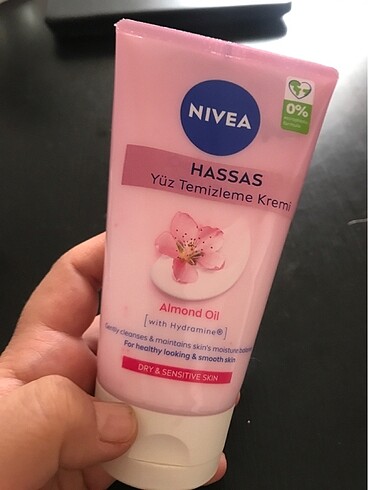 NIVEA
0%
HASSAS
Yüz Temizleme Kremi
Almond Oil
[with Hydramine®]
Gently cleanses & maintains skin's moisture balance
For healthy looking & smooth skin
DRY & SENSITIVE SKIN